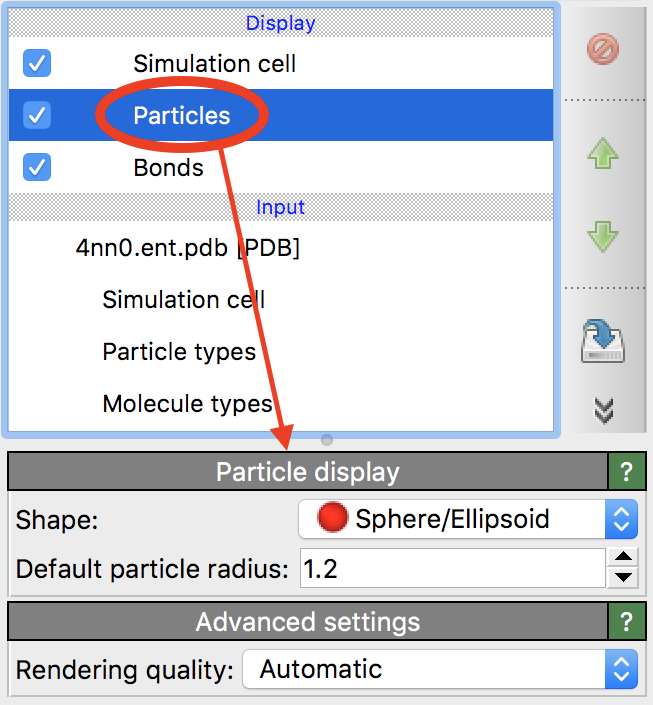 Display
Simulation cell
Particles
Bonds
Input
4nn0.ent.pdb [PDB]
Simulation cell
Particle types
Molecule types
Particle display ?
Shape: Sphere/Ellipsoid
Default particle radius: 1.2
Advanced settings ?
Rendering quality: Automatic